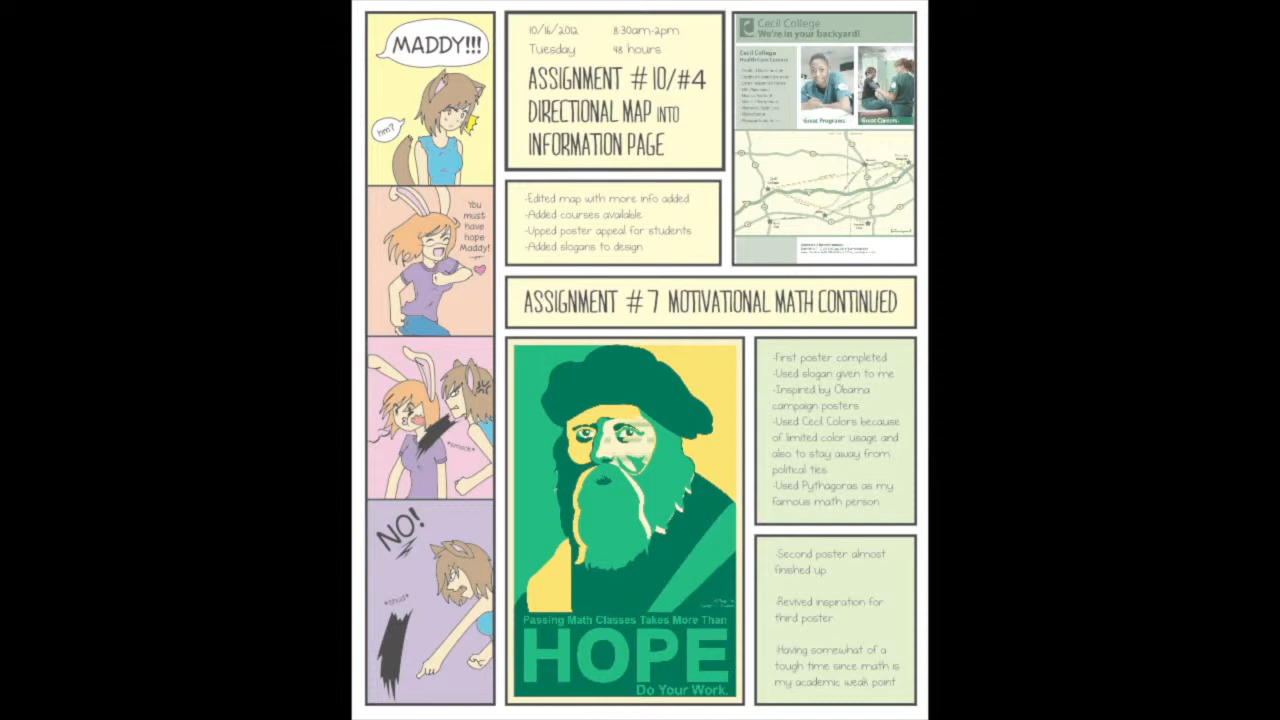 MADDY!!!
hm?
You
must
have
hope
Maddy!
*smack*
NO!
*thud*
10/16/2012 8:30am-2pm
Tuesday 48 hours
ASSIGNMENT #10/#4
DIRECTIONAL MAP INTO
INFORMATION PAGE
-Edited map with more info added
-Added courses available
-Upped poster appeal for students
-Added slogans to design
Cecil College
We're in your backyard!
Cecil College
Health Care Careers
Great Programs
Great Careers
ASSIGNMENT #7 MOTIVATIONAL MATH CONTINUED
Passing Math Classes Takes More Than
HOPE
Do Your Work.
-First poster completed
-Used slogan given to me
-Inspired by Obama
campaign posters
-Used Cecil Colors because
of limited color usage and
also to stay away from
political ties
-Used Pythagoras as my
famous math person
-Second poster almost
finished up
-Revived inspiration for
third poster
-Having somewhat of a
tough time since math is
my academic weak point